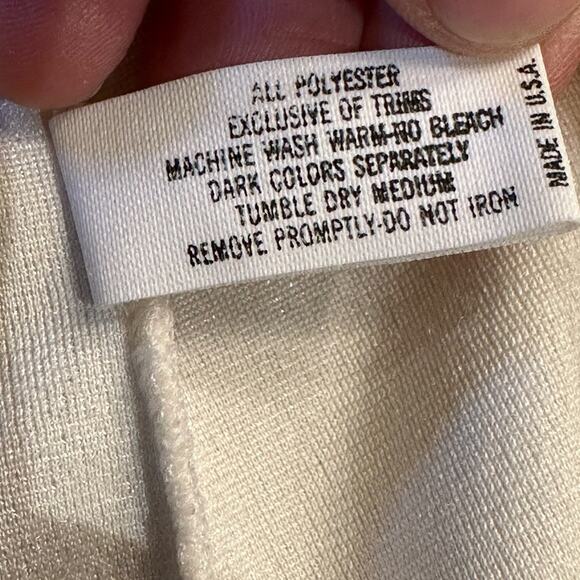 ALL POLYESTER
EXCLUSIVE OF TRIMS
MACHINE WASH WARM-NO BLEACH
DARK COLORS SEPARATELY
TUMBLE DRY MEDIUM
REMOVE PROMPTLY-DO NOT IRON
MADE IN U.S.A.